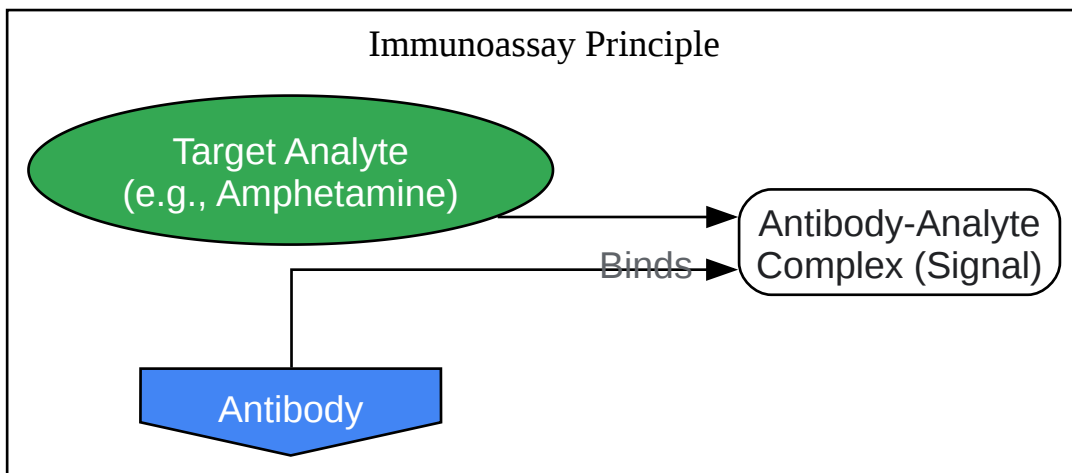 Immunoassay Principle
Target Analyte
(e.g., Amphetamine)
Antibody-Analyte
Complex (Signal)
Binds
Antibody